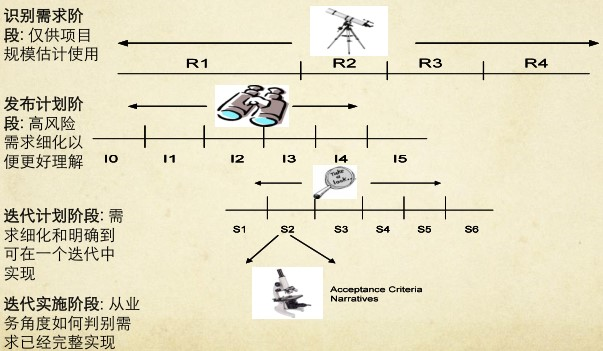 识别需求阶
段: 仅供项目
规模估计使用
R1 R2 R3 R4
发布计划阶
段: 高风险
需求细化以
便更好理解
I0 I1 I2 I3 I4 I5
Take a
look...
迭代计划阶段: 需
求细化和明确到
可在一个迭代中
实现
S1 S2 S3 S4 S5 S6
Acceptance Criteria
Narratives
迭代实施阶段: 从业
务角度如何判别需
求已经完整实现